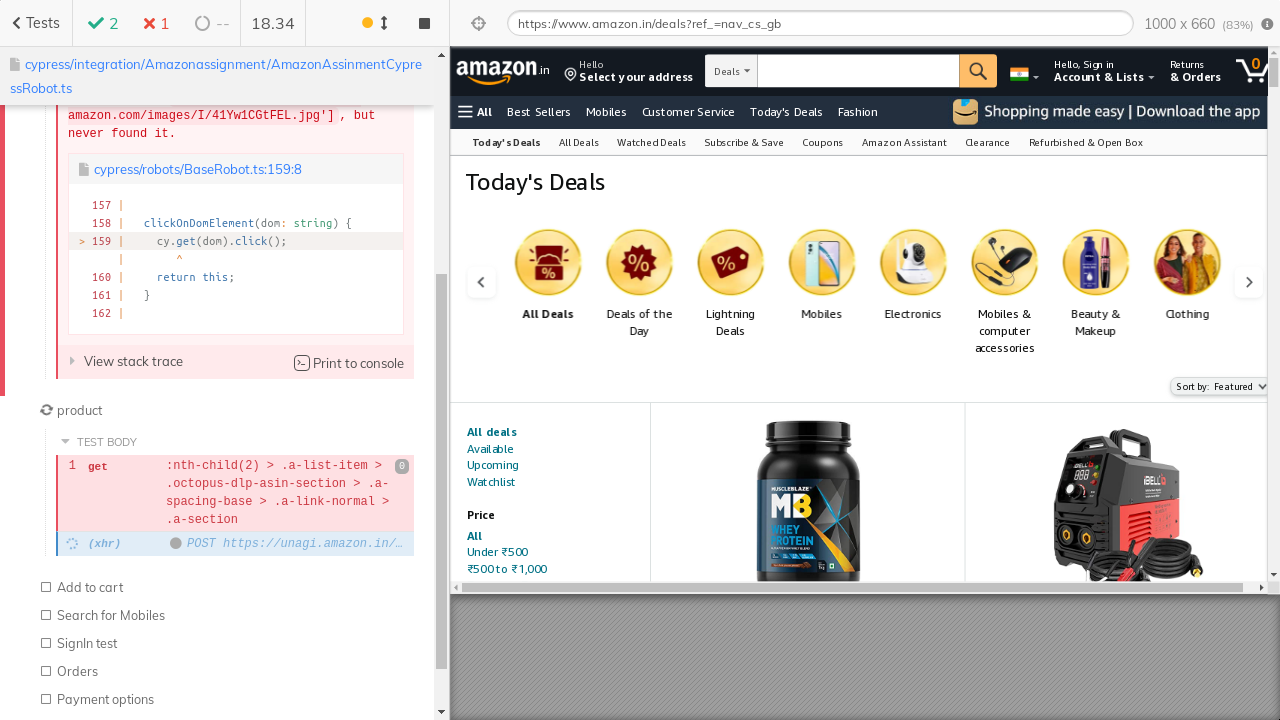 Tests
2
1
--
18.34
https://www.amazon.in/deals?ref_=nav_cs_gb
1000 x 660 (83%)
cypress/integration/Amazonassignment/AmazonAssinmentCypre
ssRobot.ts
amazon.com/images/I/41Yw1CGtFEL.jpg'] , but
never found it.
cypress/robots/BaseRobot.ts:159:8
157 |
158 | clickOnDomElement(dom: string) {
> 159 | cy.get(dom).click();
^
160 | return this;
161 | }
162 |
View stack trace
Print to console
product
TEST BODY
1 get :nth-child(2) > .a-list-item > 0
.octopus-dlp-asin-section > .a-
spacing-base > .a-link-normal >
.a-section
(xhr) POST https://unagi.amazon.in/…
Add to cart
Search for Mobiles
SignIn test
Orders
Payment options
amazon.in
Hello
Select your address
Deals
Hello, Sign in
Account & Lists
Returns
& Orders
0
All
Best Sellers
Mobiles
Customer Service
Today's Deals
Fashion
Shopping made easy | Download the app
Today's Deals
All Deals
Watched Deals
Subscribe & Save
Coupons
Amazon Assistant
Clearance
Refurbished & Open Box
Today's Deals
All Deals
Deals of the
Day
Lightning
Deals
Mobiles
Electronics
Mobiles &
computer
accessories
Beauty &
Makeup
Clothing
Sort by: Featured
All deals
Available
Upcoming
Watchlist
Price
All
Under ₹500
₹500 to ₹1,000
MUSCLEBLAZE
MB
WHEY
PROTEIN
iBELL